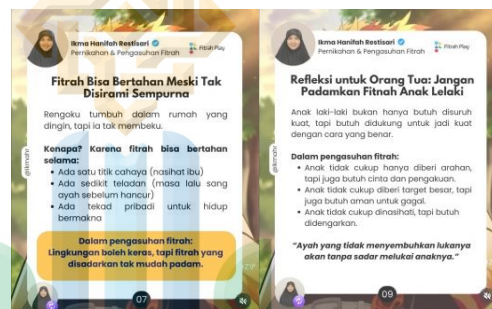 Ikma Hanifah Restisari
Pernikahan & Pengasuhan Fitrah
Fitrah Play
Fitrah Bisa Bertahan Meski Tak
Disirami Sempurna
Rengoku tumbuh dalam rumah yang
dingin, tapi ia tak membeku.
Kenapa? Karena fitrah bisa bertahan
selama:
• Ada satu titik cahaya (nasihat ibu)
• Ada sedikit teladan (masa lalu sang
ayah sebelum hancur)
• Ada tekad pribadi untuk hidup
bermakna
Dalam pengasuhan fitrah:
Lingkungan boleh keras, tapi fitrah yang
disadarkan tak mudah padam.
@ikmahr
07
Ikma Hanifah Restisari
Pernikahan & Pengasuhan Fitrah
Fitrah Play
Refleksi untuk Orang Tua: Jangan
Padamkan Fitnah Anak Lelaki
Anak laki-laki bukan hanya butuh disuruh
kuat, tapi butuh didukung untuk jadi kuat
dengan cara yang benar.
Dalam pengasuhan fitrah:
• Anak tidak cukup hanya diberi arahan,
tapi juga butuh cinta dan pengakuan.
• Anak tidak cukup diberi target besar, tapi
juga butuh aman untuk gagal.
• Anak tidak cukup dinasihati, tapi butuh
didengarkan.
"Ayah yang tidak menyembuhkan lukanya
akan tanpa sadar melukai anaknya."
@ikmahr
09